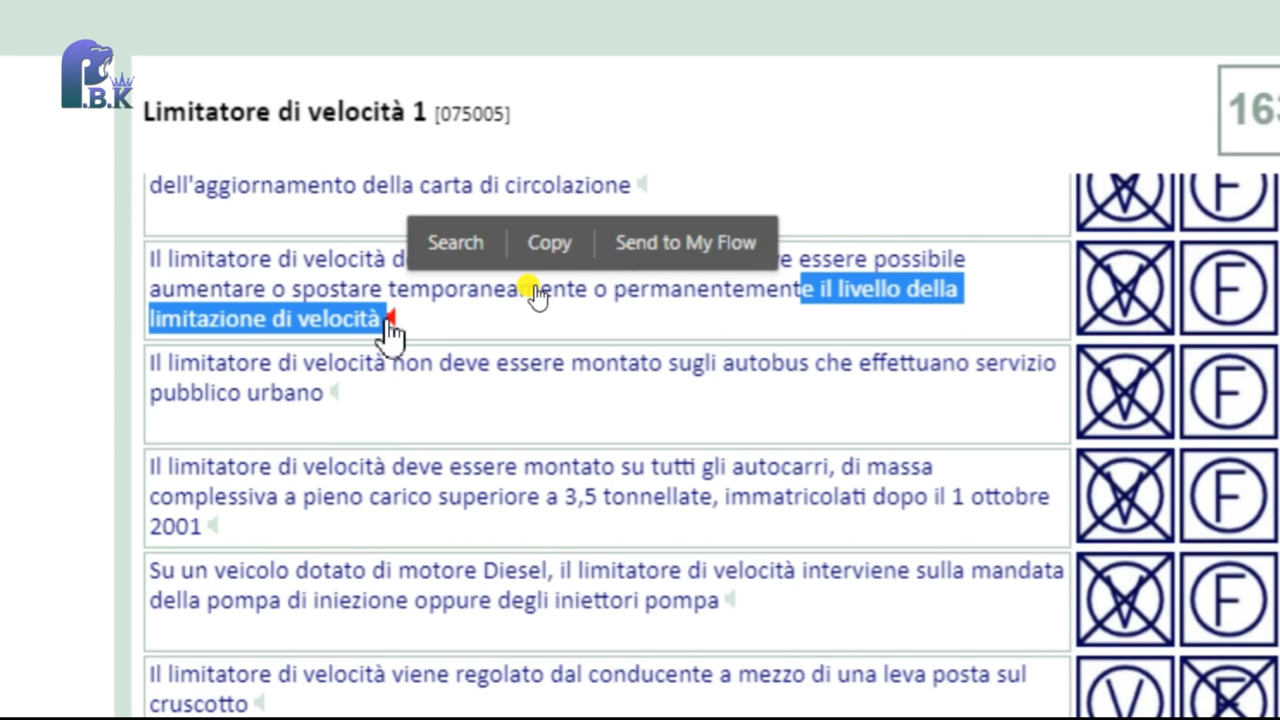 P.B.K
Limitatore di velocità 1 [075005]
163
dell'aggiornamento della carta di circolazione
V F
Search Copy Send to My Flow
Il limitatore di velocità essere possibile
aumentare o spostare temporaneamente o permanentemente il livello della
limitazione di velocità
V F
Il limitatore di velocità non deve essere montato sugli autobus che effettuano servizio
pubblico urbano
V F
Il limitatore di velocità deve essere montato su tutti gli autocarri, di massa
complessiva a pieno carico superiore a 3,5 tonnellate, immatricolati dopo il 1 ottobre
2001
V F
Su un veicolo dotato di motore Diesel, il limitatore di velocità interviene sulla mandata
della pompa di iniezione oppure degli iniettori pompa
V F
Il limitatore di velocità viene regolato dal conducente a mezzo di una leva posta sul
cruscotto
V F